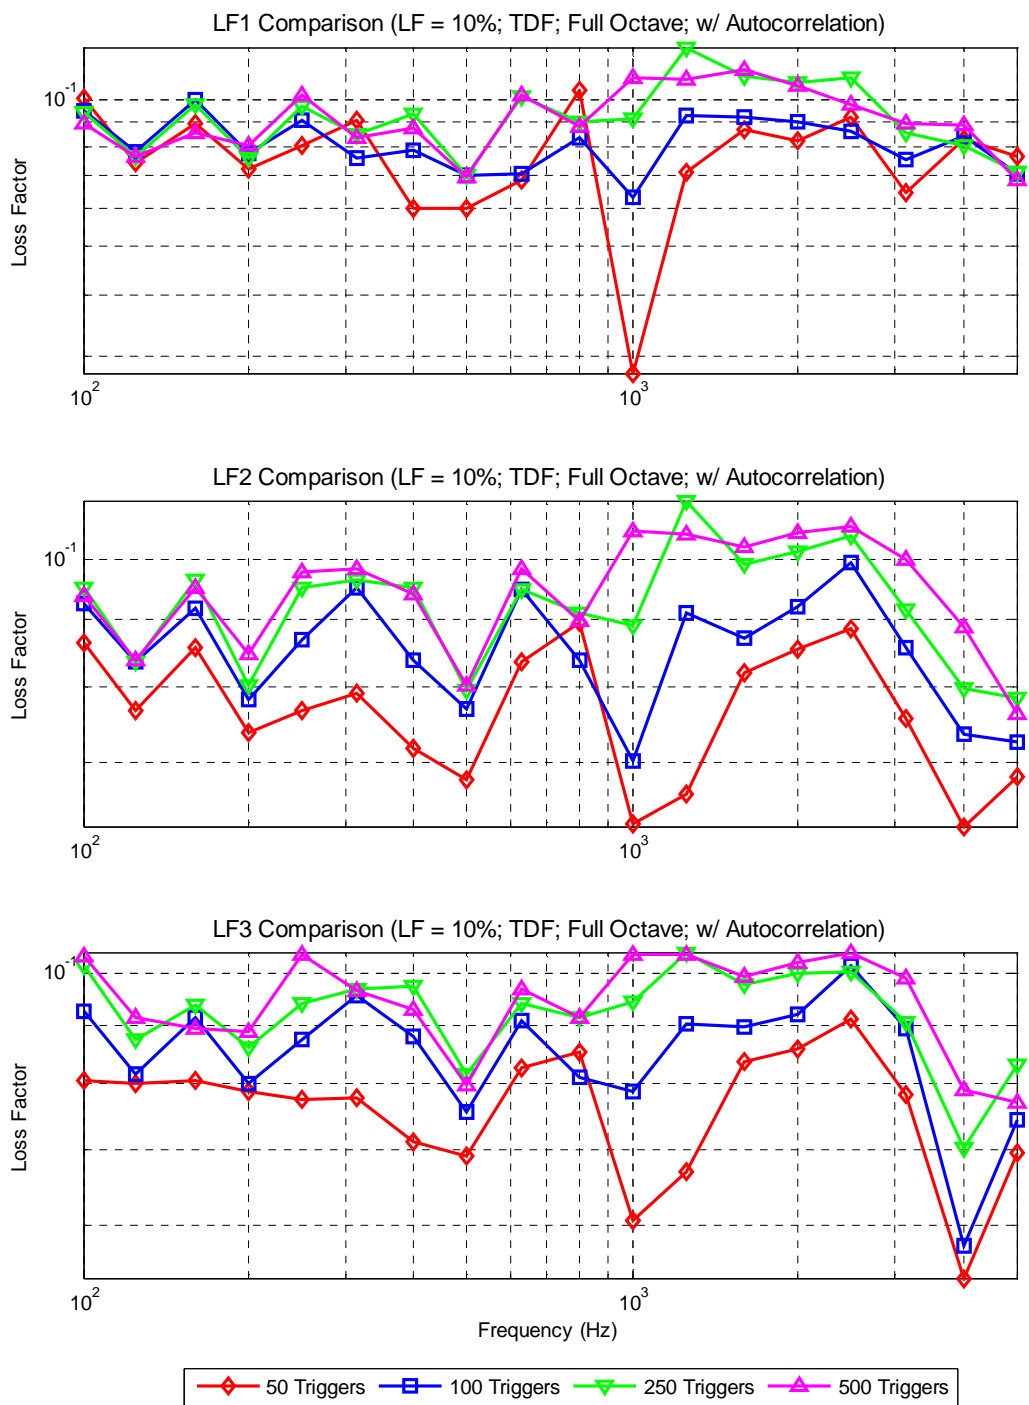 LF1 Comparison (LF = 10%; TDF; Full Octave; w/ Autocorrelation)
10^-1
Loss Factor
10^2
10^3
LF2 Comparison (LF = 10%; TDF; Full Octave; w/ Autocorrelation)
10^-1
Loss Factor
10^2
10^3
LF3 Comparison (LF = 10%; TDF; Full Octave; w/ Autocorrelation)
10^-1
Loss Factor
10^2
10^3
Frequency (Hz)
50 Triggers 100 Triggers 250 Triggers 500 Triggers